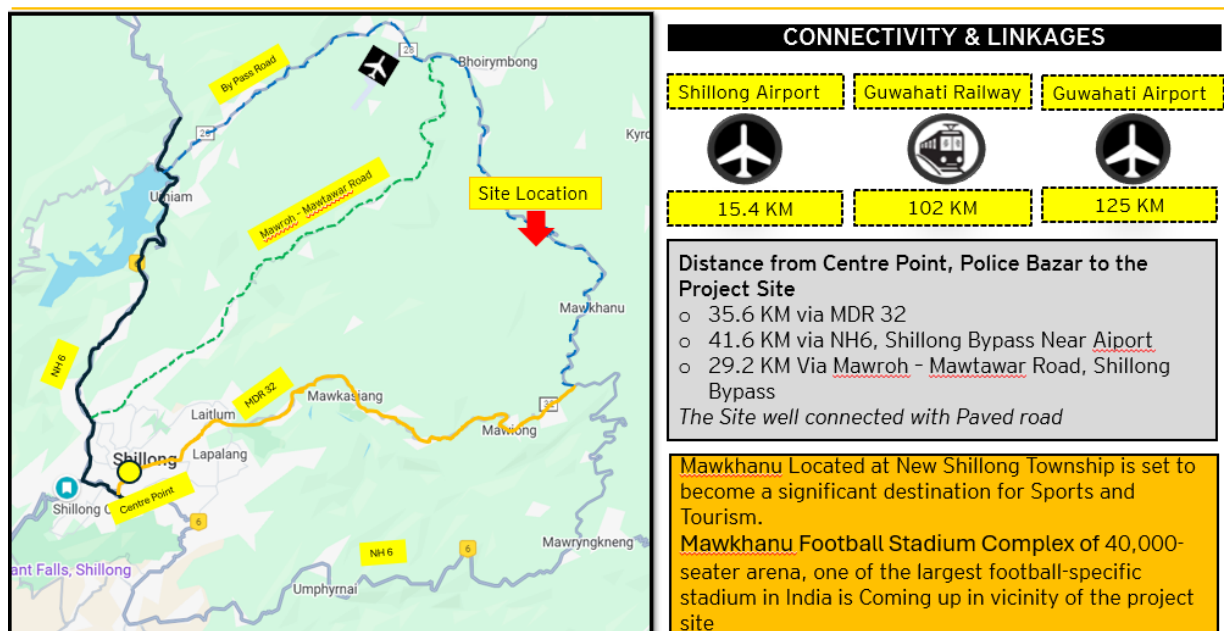 By Pass Road
28
Bhoirymbong
28
Kyr
Umiam
Mawroh – Mawtawar Road
Site Location
Mawkhanu
NH 6
MDR 32
Mawkasiang
Laitlum
Mawlong
Shillong
Lapalang
Centre Point
Shillong
6
Mawryngkneng
NH 6
6
ant Falls, Shillong
Umphyrnai
CONNECTIVITY & LINKAGES
Shillong Airport
Guwahati Railway
Guwahati Airport
15.4 KM
102 KM
125 KM
Distance from Centre Point, Police Bazar to the
Project Site
o 35.6 KM via MDR 32
o 41.6 KM via NH6, Shillong Bypass Near Aiport
o 29.2 KM Via Mawroh – Mawtawar Road, Shillong
Bypass
The Site well connected with Paved road
Mawkhanu Located at New Shillong Township is set to
become a significant destination for Sports and
Tourism.
Mawkhanu Football Stadium Complex of 40,000-
seater arena, one of the largest football-specific
stadium in India is Coming up in vicinity of the project
site